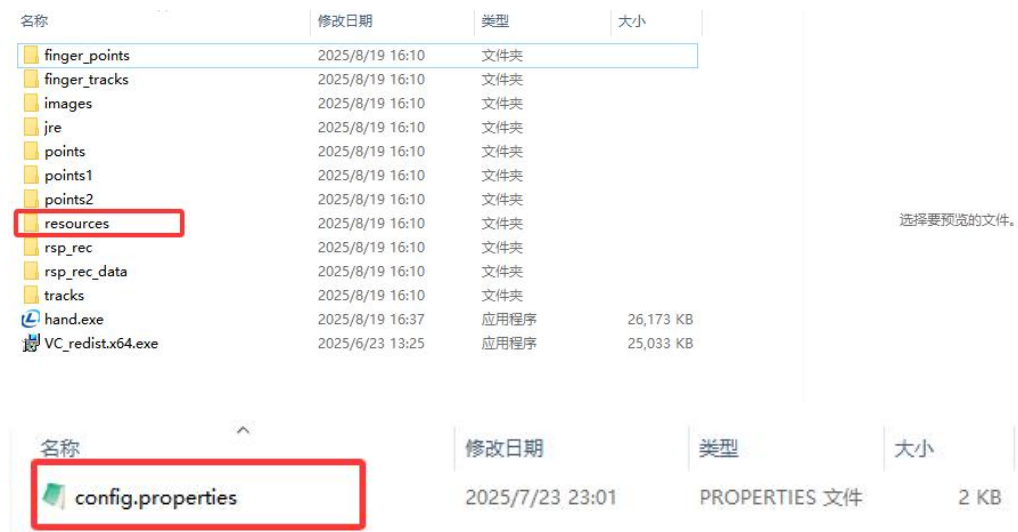 名称 修改日期 类型 大小
finger_points 2025/8/19 16:10 文件夹
finger_tracks 2025/8/19 16:10 文件夹
images 2025/8/19 16:10 文件夹
jre 2025/8/19 16:10 文件夹
points 2025/8/19 16:10 文件夹
points1 2025/8/19 16:10 文件夹
points2 2025/8/19 16:10 文件夹
resources 2025/8/19 16:10 文件夹
选择要预览的文件。
rsp_rec 2025/8/19 16:10 文件夹
rsp_rec_data 2025/8/19 16:10 文件夹
tracks 2025/8/19 16:10 文件夹
hand.exe 2025/8/19 16:37 应用程序 26,173 KB
VC_redist.x64.exe 2025/6/23 13:25 应用程序 25,033 KB
名称 修改日期 类型 大小
config.properties 2025/7/23 23:01 PROPERTIES 文件 2 KB